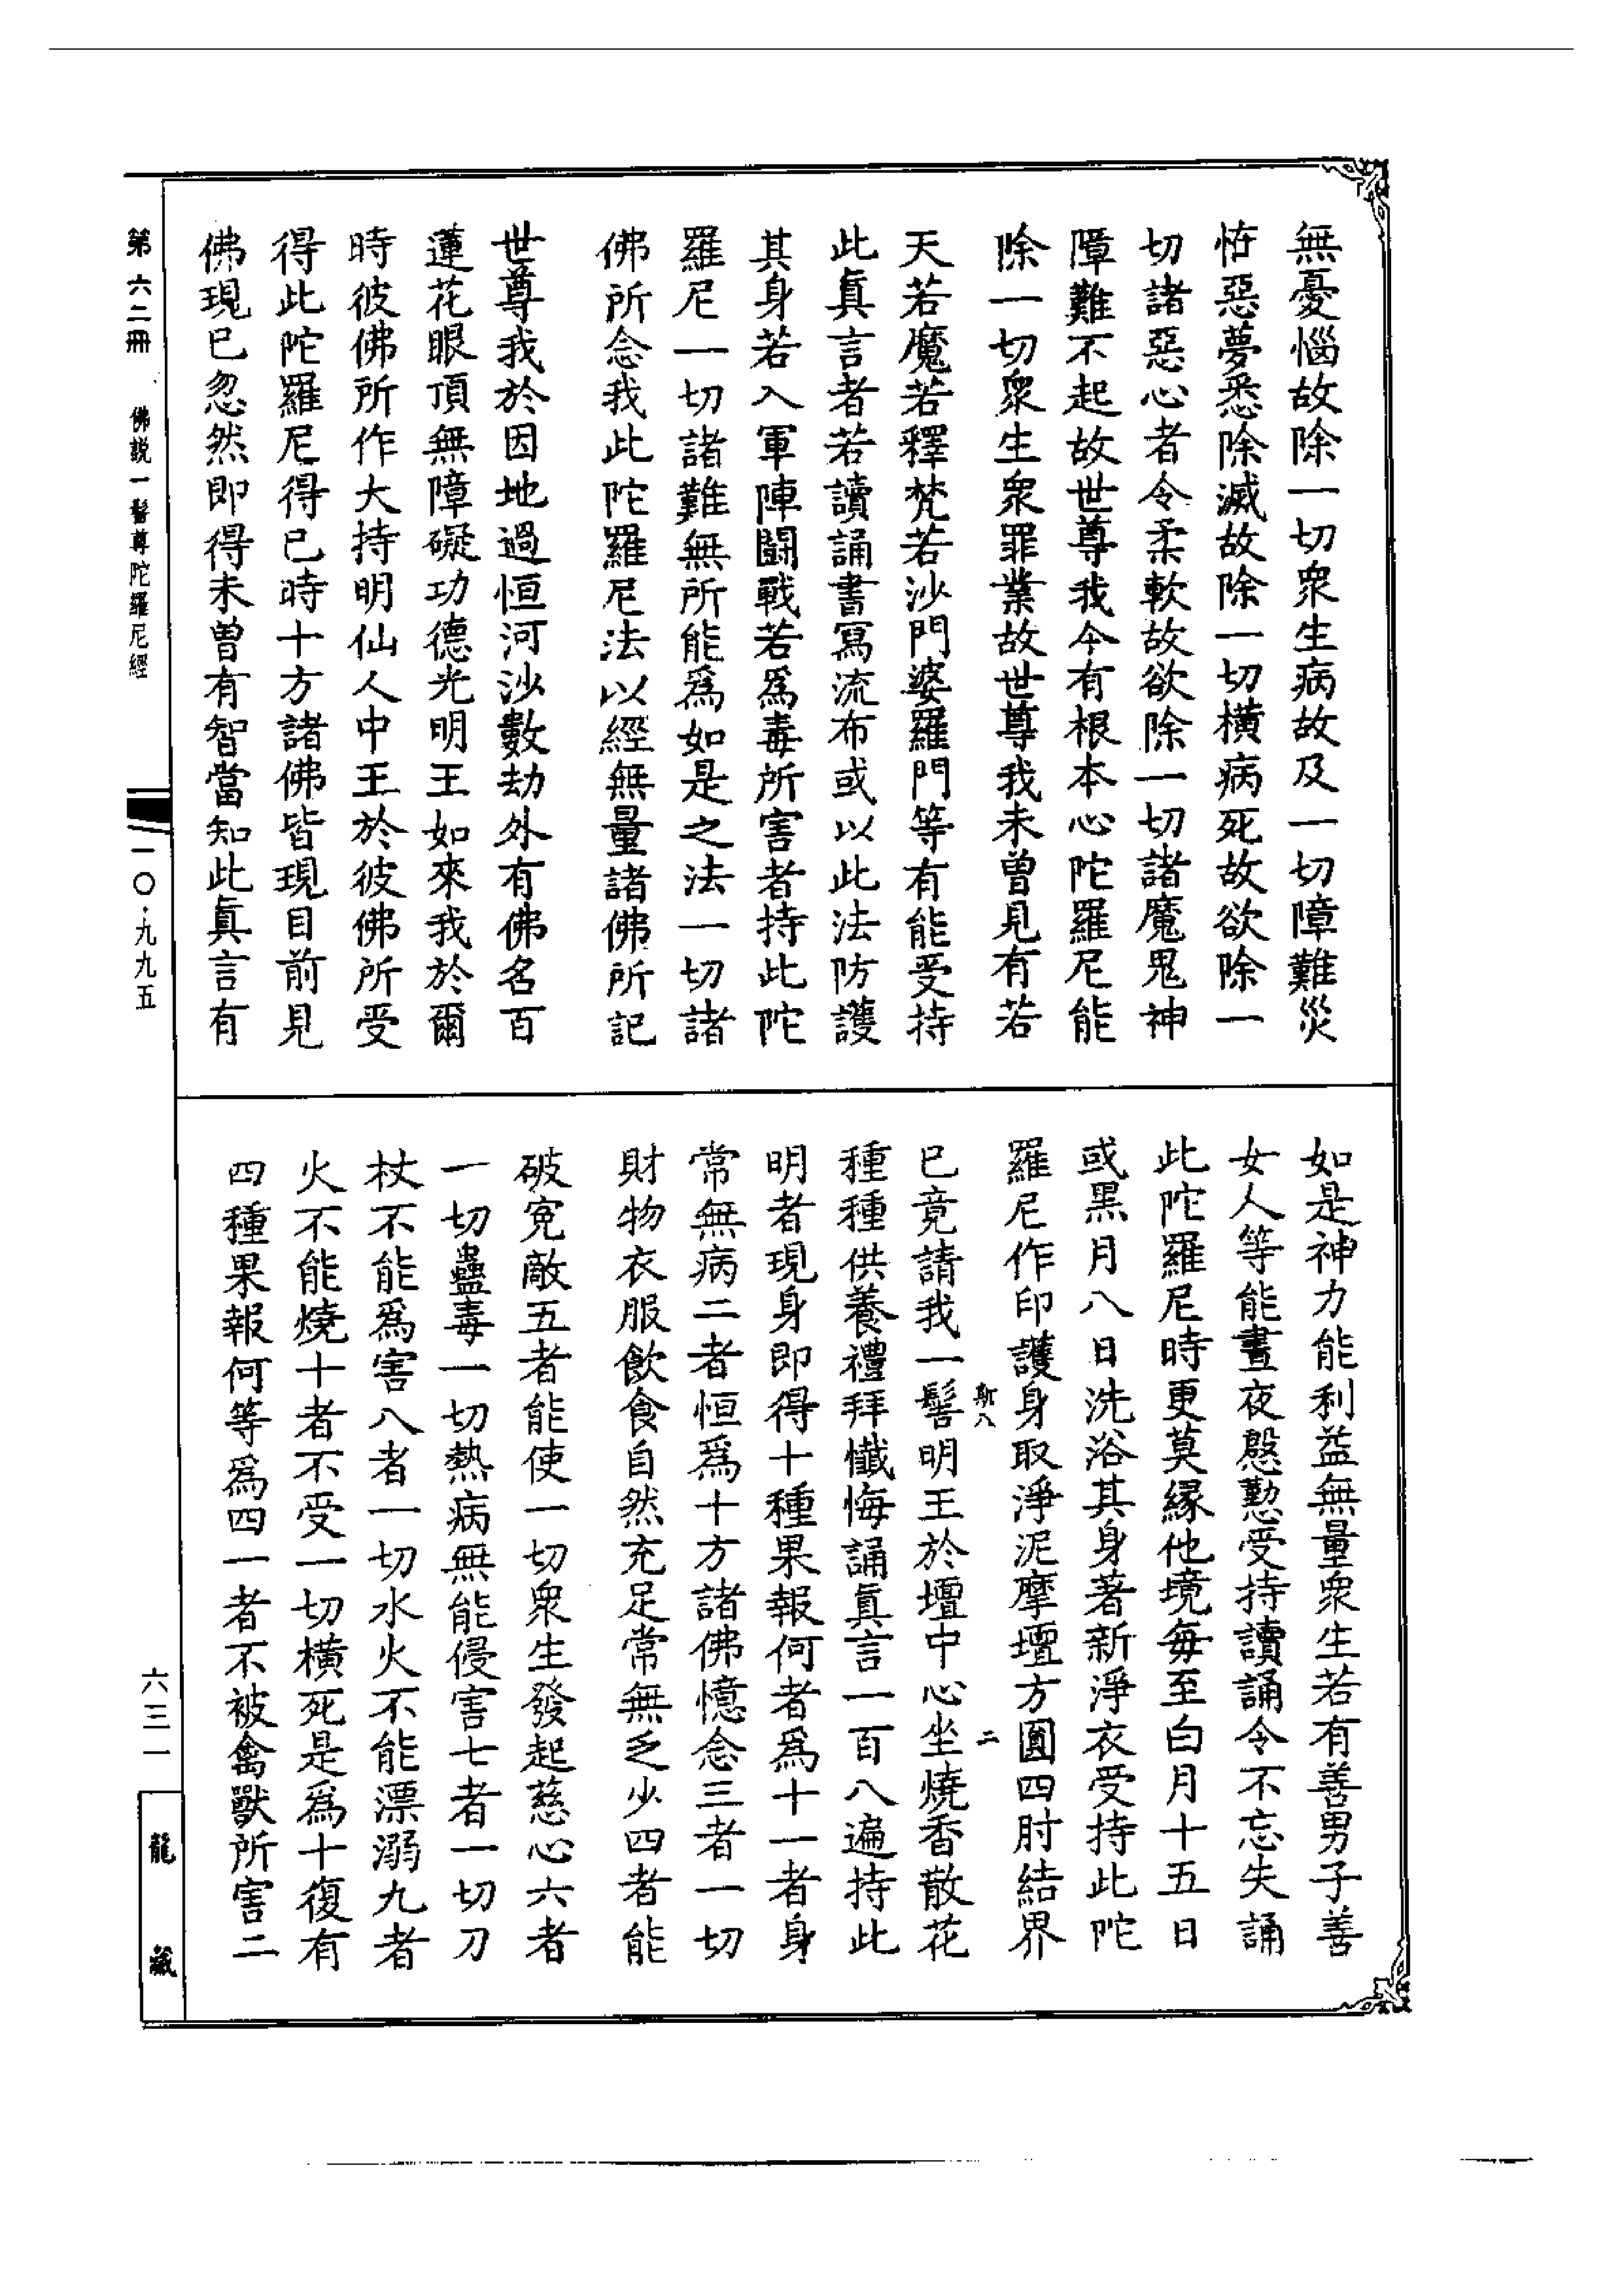 無憂惱故除一切衆生病故及一切障難災
恠惡夢悉除滅故除一切橫病死故欲除一
切諸惡心者令柔軟故欲除一切諸魔鬼神
障難不起故世尊我今有根本心陀羅尼能
除一切衆生衆罪業故世尊我未曾見有若
天若魔若釋梵若沙門婆羅門等有能受持
此眞言者若讀誦書寫流布或以此法防護
其身若入軍陣鬪戰若爲毒所害者持此陀
羅尼一切諸難無所能爲如是之法一切諸
佛所念我此陀羅尼法以經無量諸佛所記
世尊我於因地過恒河沙數劫外有佛名百
蓮花眼頂無障礙功德光明王如來我於爾
時彼佛所作大持明仙人中王於彼佛所受
得此陀羅尼得已時十方諸佛皆現目前見
佛現已忽然即得未曾有智當知此眞言有
如是神力能利益無量衆生若有善男子善
女人等能晝夜慇懃受持讀誦令不忘失誦
此陀羅尼時更莫縁他境每至白月十五日
或黑月八日洗浴其身著新淨衣受持此陀
羅尼作印護身取淨泥摩壇方圓四肘結界
斯八
二
已竟請我一髻明王於壇中心坐燒香散花
種種供養禮拜懺悔誦眞言一百八遍持此
明者現身即得十種果報何者爲十一者身
常無病二者恒爲十方諸佛憶念三者一切
財物衣服飲食自然充足常無乏少四者能
破寃敵五者能使一切衆生發起慈心六者
一切蠱毒一切熱病無能侵害七者一切刀
杖不能爲害八者一切水火不能漂溺九者
火不能燒十者不受一切橫死是爲十復有
四種果報何等爲四一者不被禽獸所害二
第六二冊
佛說一髻尊陀羅尼經
一〇·九九五
六三一
龍藏